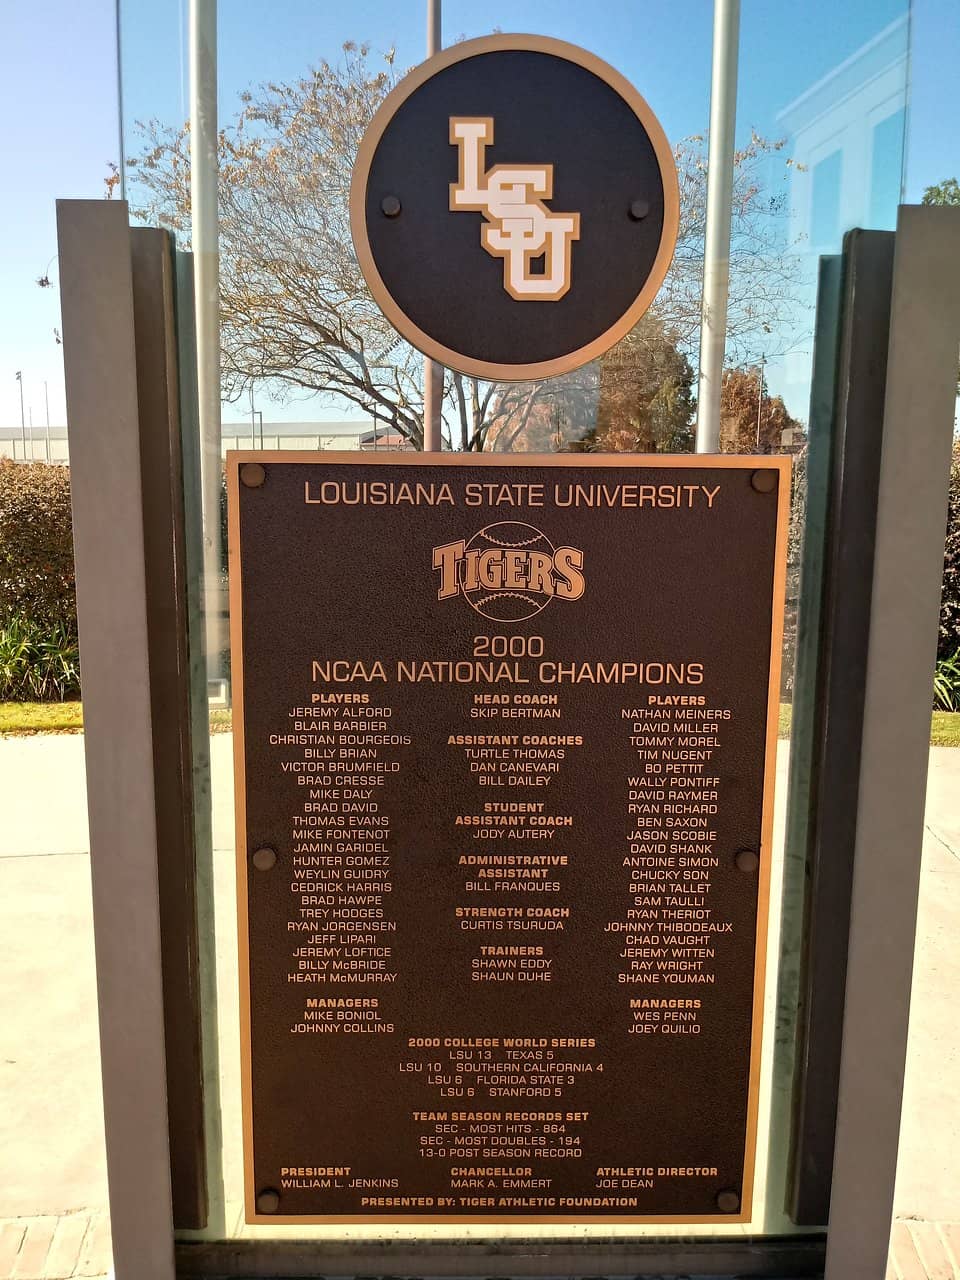 LSU
LOUISIANA STATE UNIVERSITY
TIGERS
2000
NCAA NATIONAL CHAMPIONS
PLAYERS
JEREMY ALFORD
BLAIR BARBIER
CHRISTIAN BOURGEOIS
BILLY BRIAN
VICTOR BRUMFIELD
BRAD CRESSE
MIKE DALY
BRAD DAVID
THOMAS EVANS
MIKE FONTENOT
JAMIN GARIDEL
HUNTER GOMEZ
WEYLIN GUIDRY
CEDRICK HARRIS
BRAD HAWPE
TREY HODGES
RYAN JORGENSEN
JEFF LIPARI
JEREMY LOFTICE
BILLY McBRIDE
HEATH McMURRAY
MANAGERS
MIKE BONIOL
JOHNNY COLLINS
HEAD COACH
SKIP BERTMAN
ASSISTANT COACHES
TURTLE THOMAS
DAN CANEVARI
BILL DAILEY
STUDENT
ASSISTANT COACH
JODY AUTERY
ADMINISTRATIVE
ASSISTANT
BILL FRANQUES
STRENGTH COACH
CURTIS TSURUDA
TRAINERS
SHAWN EDDY
SHAUN DUHE
PLAYERS
NATHAN MEINERS
DAVID MILLER
TOMMY MOREL
TIM NUGENT
BO PETTIT
WALLY PONTIFF
DAVID RAYMER
RYAN RICHARD
BEN SAXON
JASON SCOBIE
DAVID SHANK
ANTOINE SIMON
CHUCKY SON
BRIAN TALLET
SAM TAULLI
RYAN THERIOT
JOHNNY THIBODEAUX
CHAD VAUGHT
JEREMY WITTEN
RAY WRIGHT
SHANE YOUMAN
MANAGERS
WES PENN
JOEY QUILIO
2000 COLLEGE WORLD SERIES
LSU 13 TEXAS 5
LSU 10 SOUTHERN CALIFORNIA 4
LSU 6 FLORIDA STATE 3
LSU 6 STANFORD 5
TEAM SEASON RECORDS SET
SEC - MOST HITS - 864
SEC - MOST DOUBLES - 194
13-0 POST SEASON RECORD
PRESIDENT CHANCELLOR ATHLETIC DIRECTOR
WILLIAM L. JENKINS MARK A. EMMERT JOE DEAN
PRESENTED BY: TIGER ATHLETIC FOUNDATION